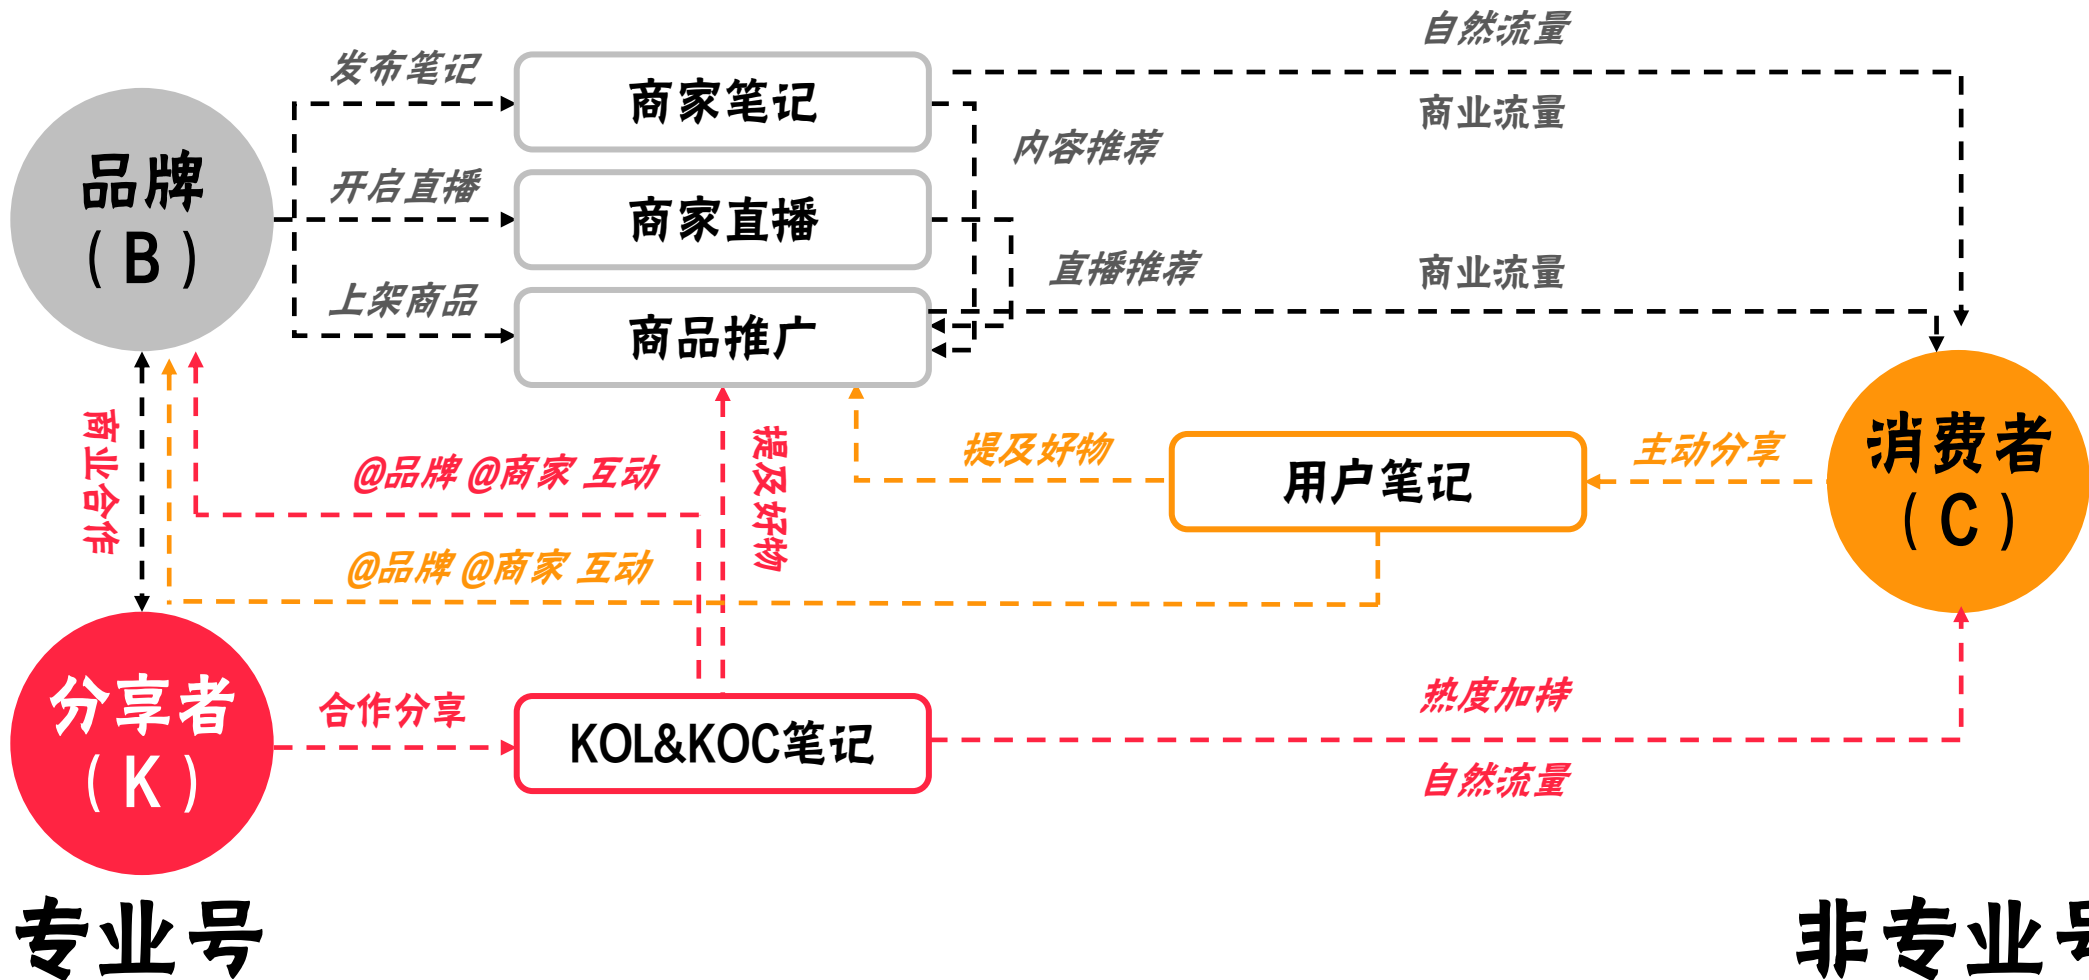 自然流量
发布笔记
商家笔记
商业流量
内容推荐
品牌
(B)
开启直播
商家直播
直播推荐
商业流量
上架商品
商品推广
商业合作
@品牌 @商家 互动
提及好物
提及好物
用户笔记
主动分享
消费者
(C)
@品牌 @商家 互动
分享者
(K)
合作分享
KOL&KOC笔记
热度加持
自然流量
专业号
非专业号